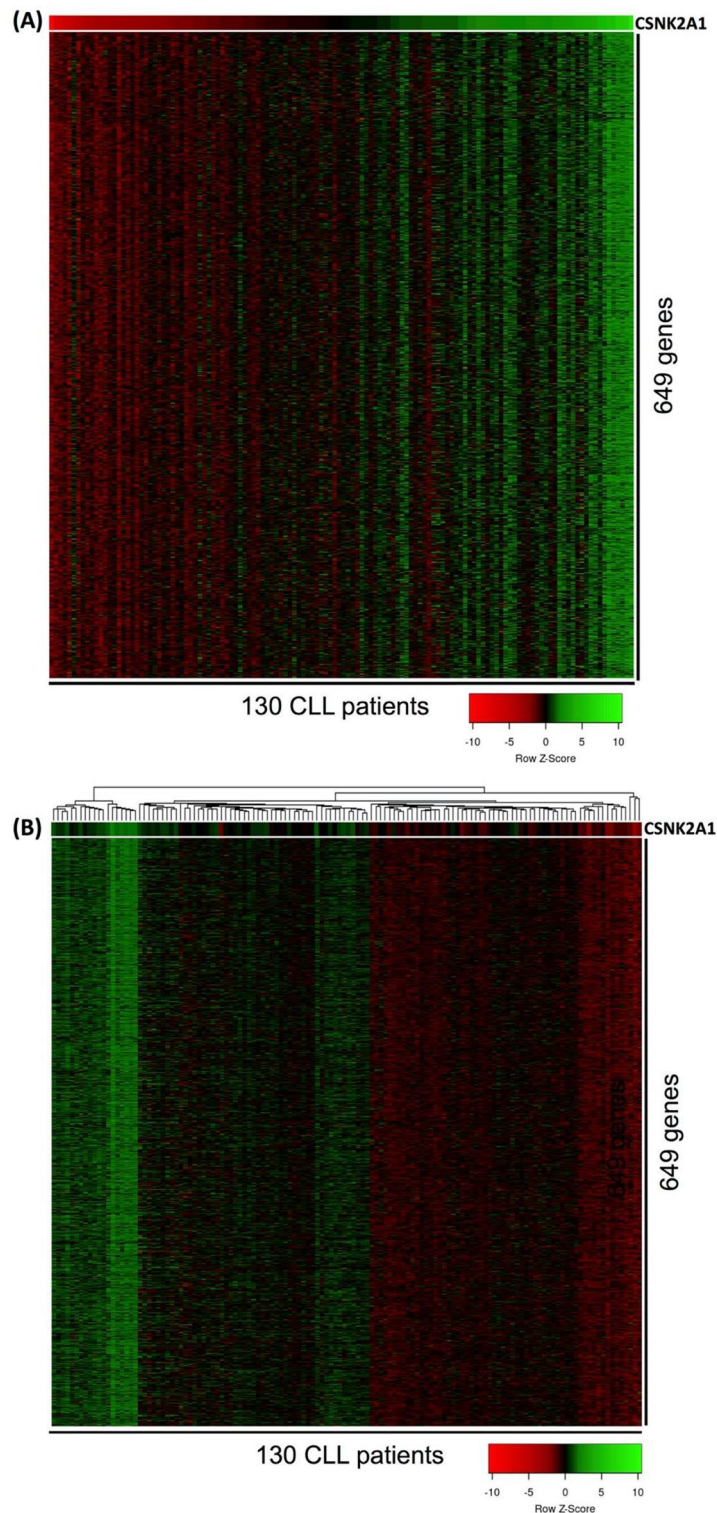 (A)
CSNK2A1
649 genes
130 CLL patients
-10 -5 0 5 10
Row Z-Score
(B)
CSNK2A1
649 genes
649 genes
130 CLL patients
-10 -5 0 5 10
Row Z-Score